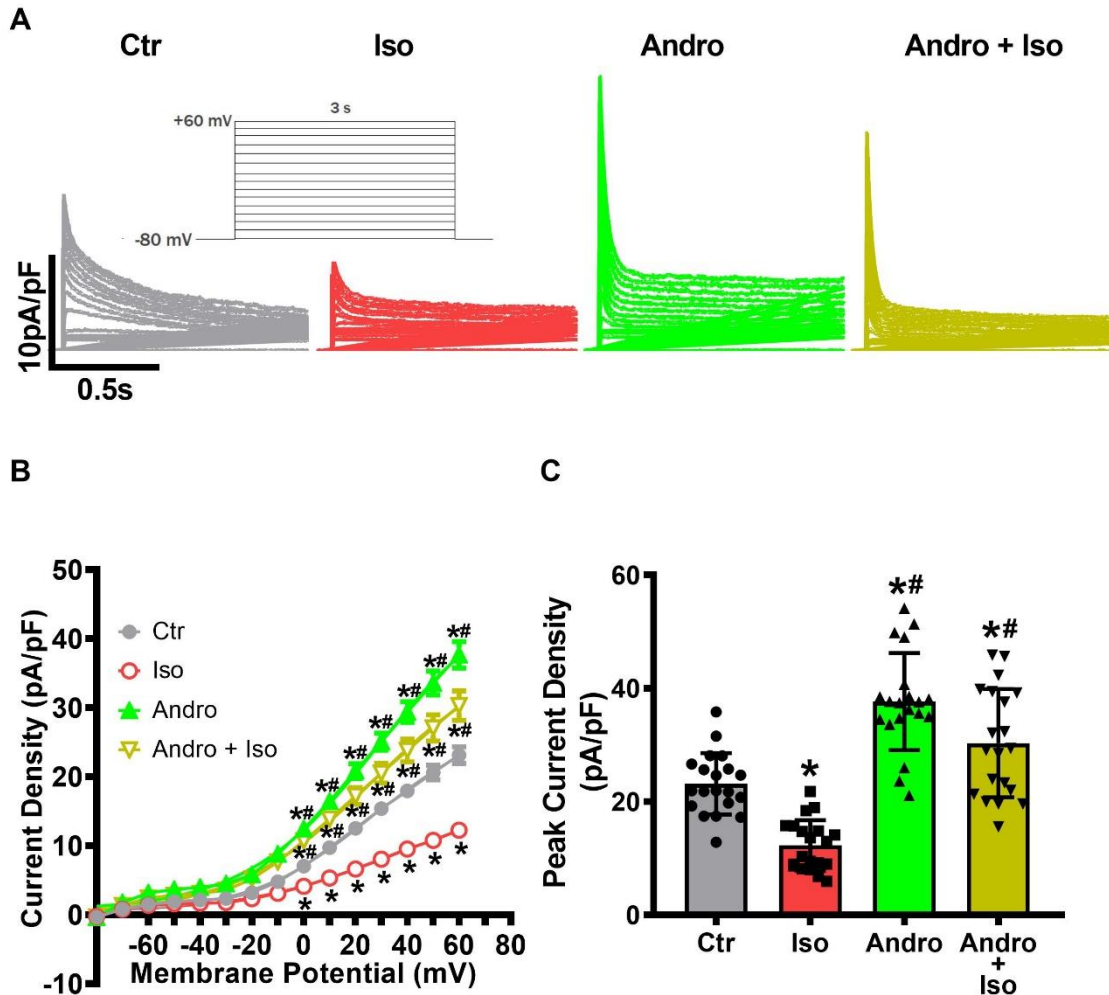 A
Ctr Iso Andro Andro + Iso
3 s
+60 mV
-80 mV
10pA/pF
0.5s
B
Current Density (pA/pF)
50
40
30
20
10
0
-10
Ctr
Iso
Andro
Andro + Iso
*# *# *# *# *# *# *#
*# *# *# *# *# *# *#
* * * * * * *
-60 -40 -20 0 20 40 60 80
Membrane Potential (mV)
C
Peak Current Density
(pA/pF)
60
40
20
0
*
*#
*#
Ctr Iso Andro Andro
+
Iso